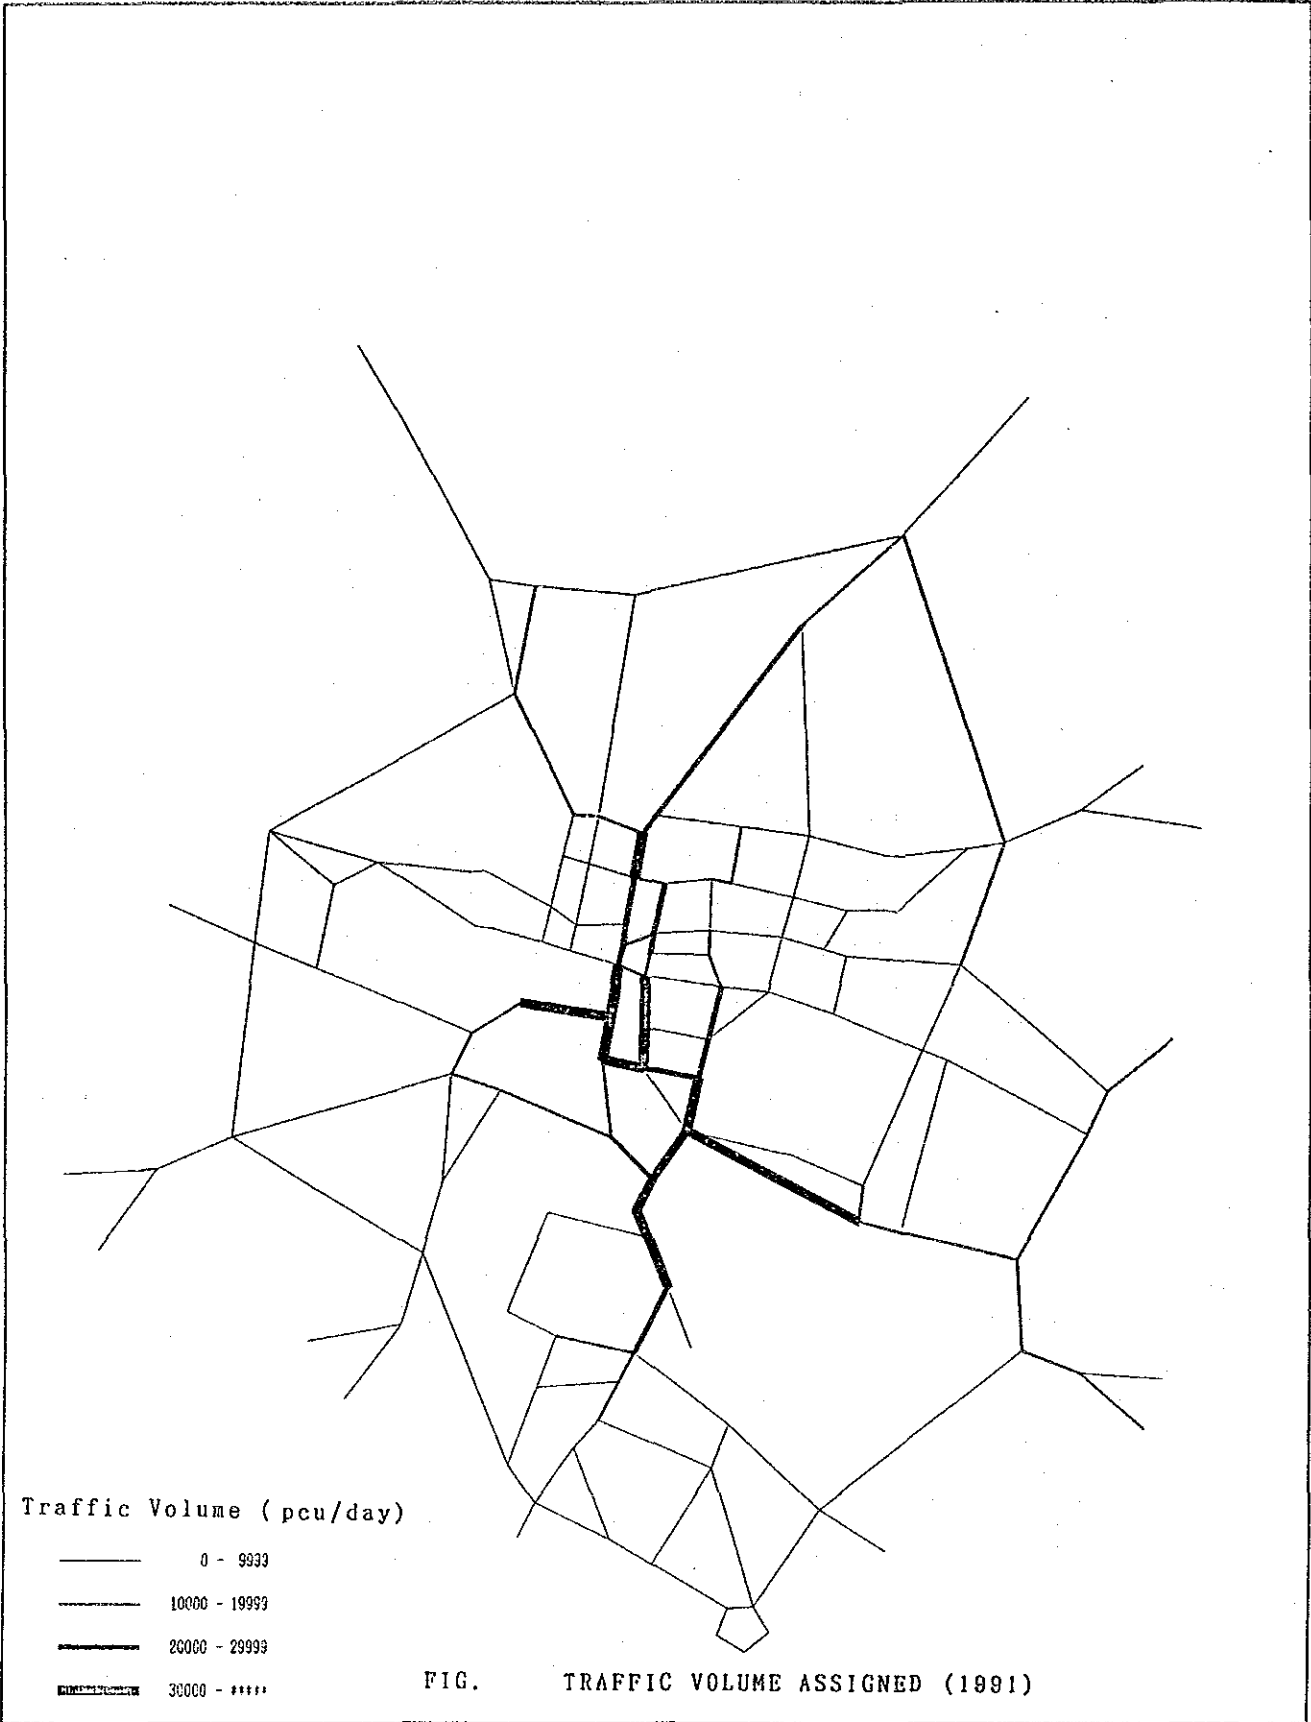 Traffic Volume ( pcu/day)
0 - 9999
10000 - 19999
20000 - 29999
30000 - *****
FIG. TRAFFIC VOLUME ASSIGNED (1991)